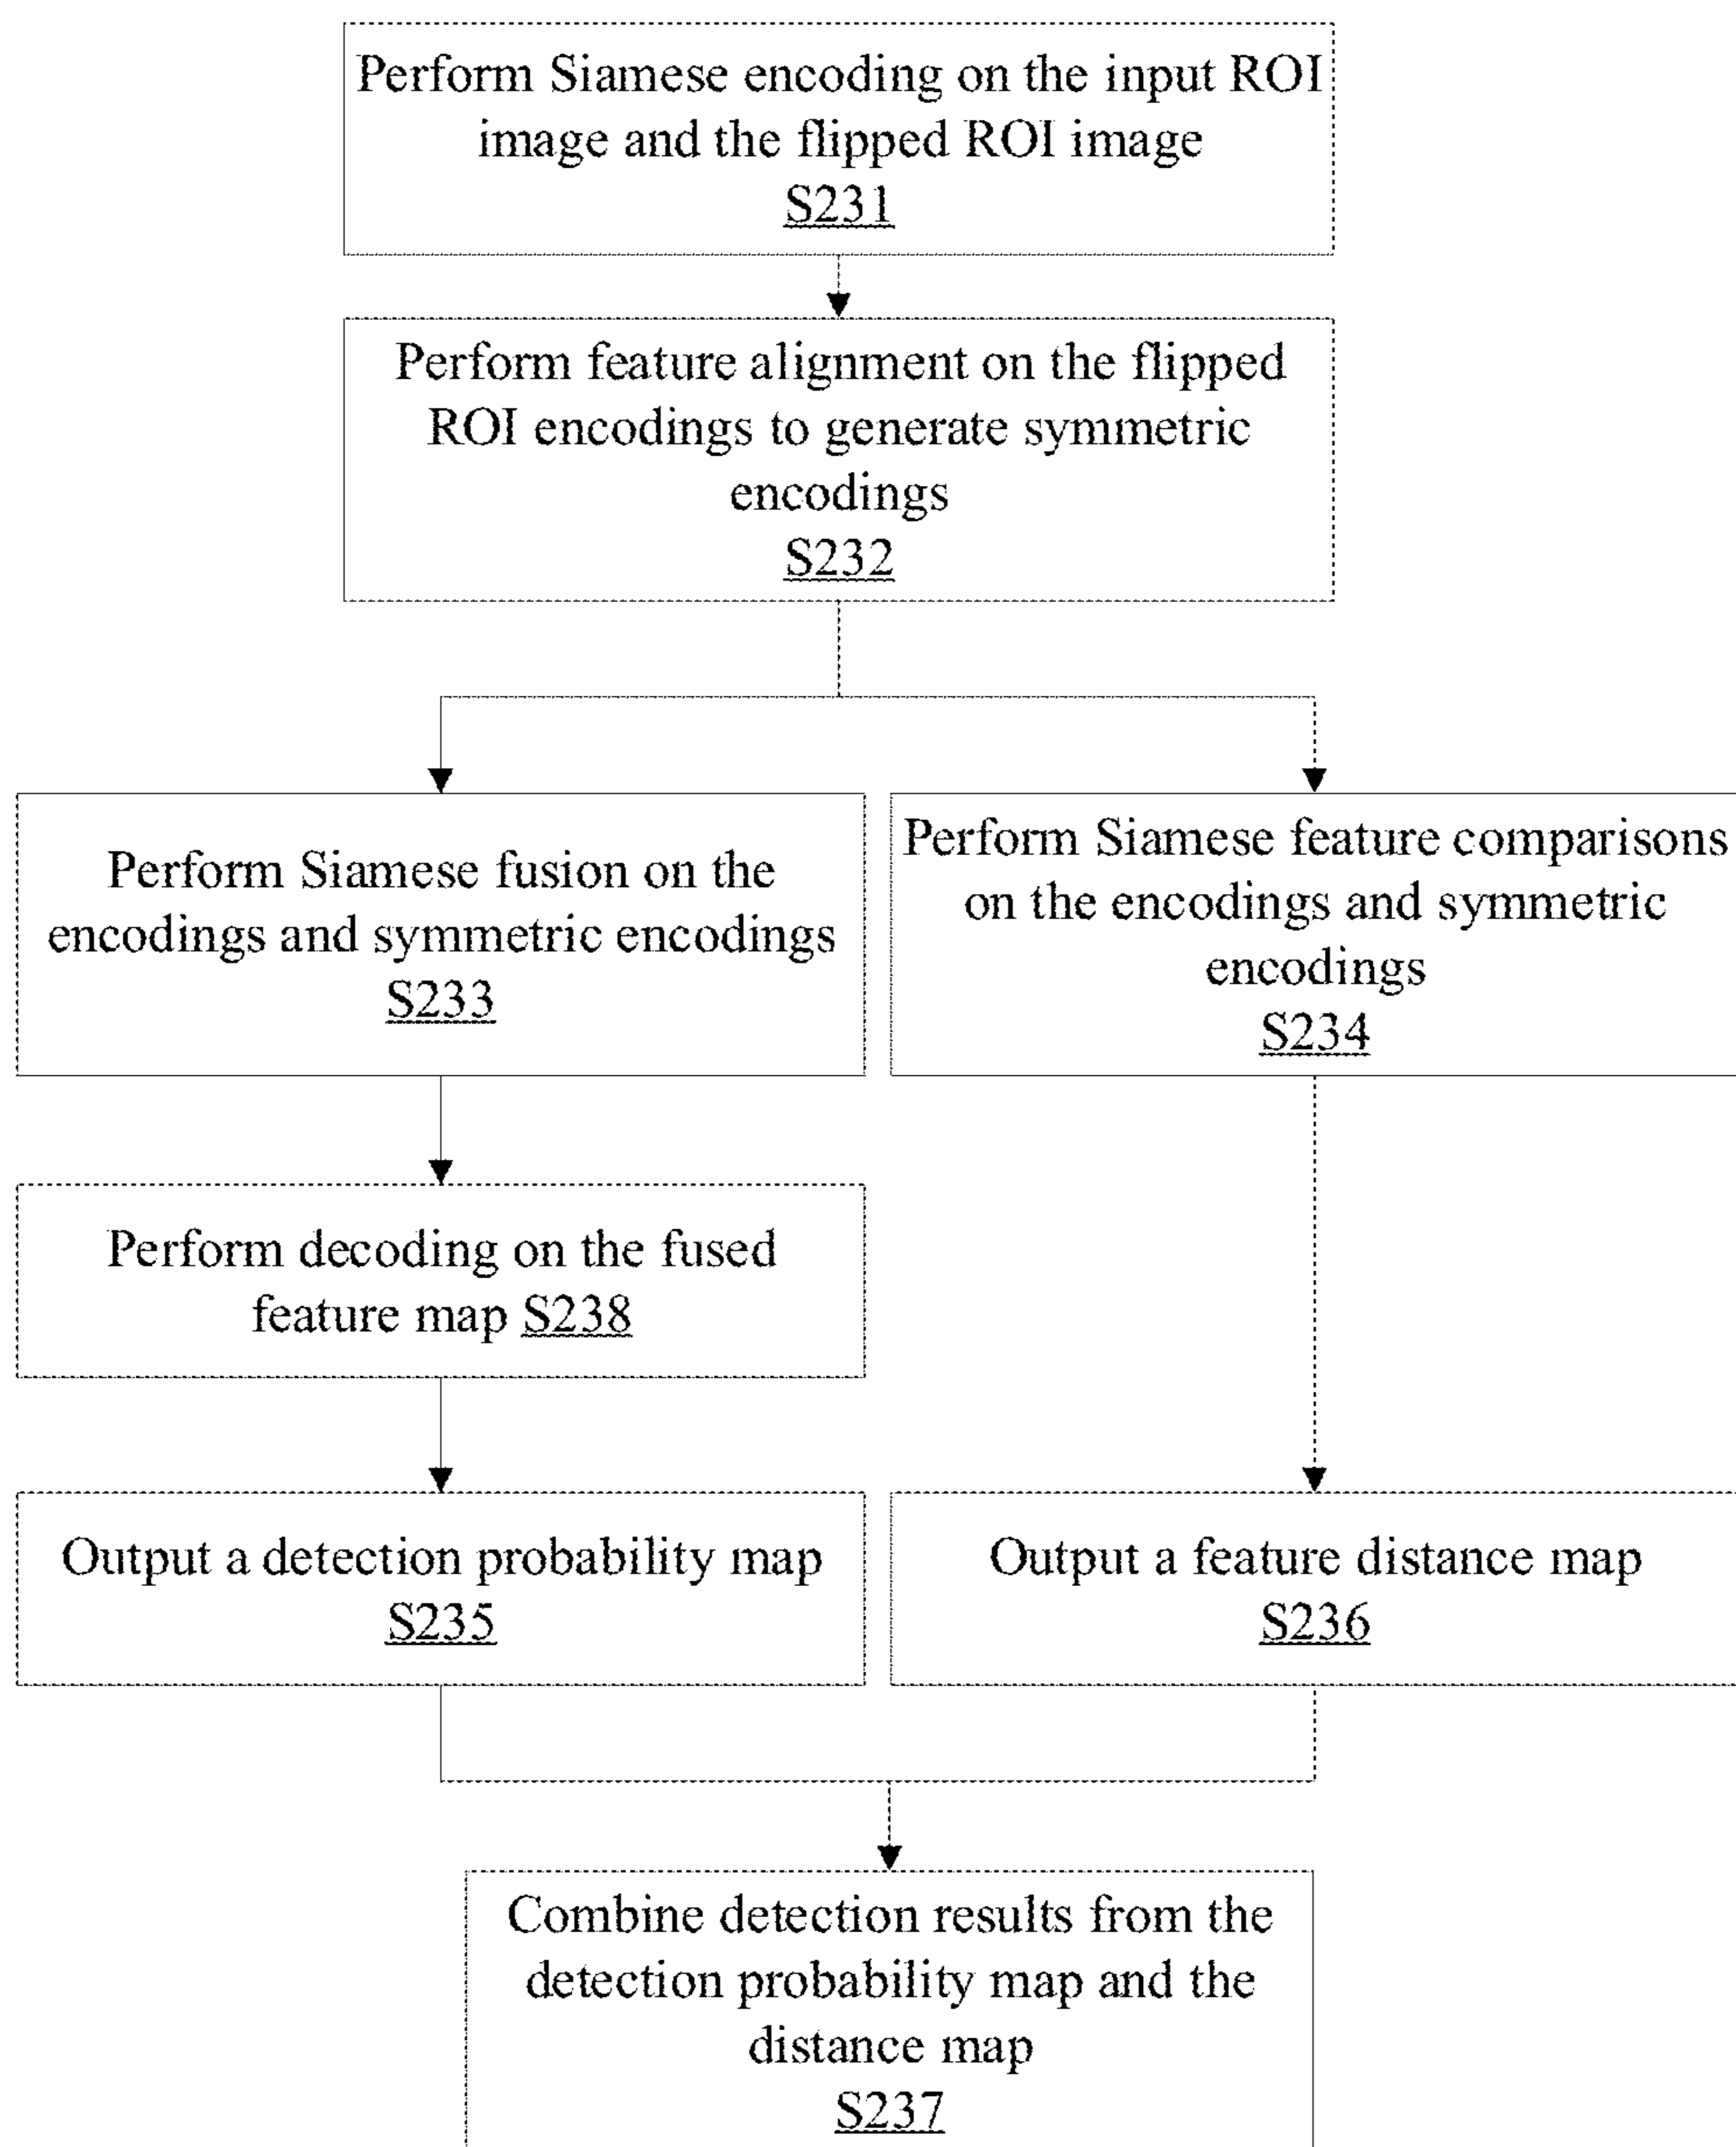 Perform Siamese encoding on the input ROI
image and the flipped ROI image
S231
Perform feature alignment on the flipped
ROI encodings to generate symmetric
encodings
S232
Perform Siamese fusion on the
encodings and symmetric encodings
S233
Perform Siamese feature comparisons
on the encodings and symmetric
encodings
S234
Perform decoding on the fused
feature map S238
Output a detection probability map
S235
Output a feature distance map
S236
Combine detection results from the
detection probability map and the
distance map
S237